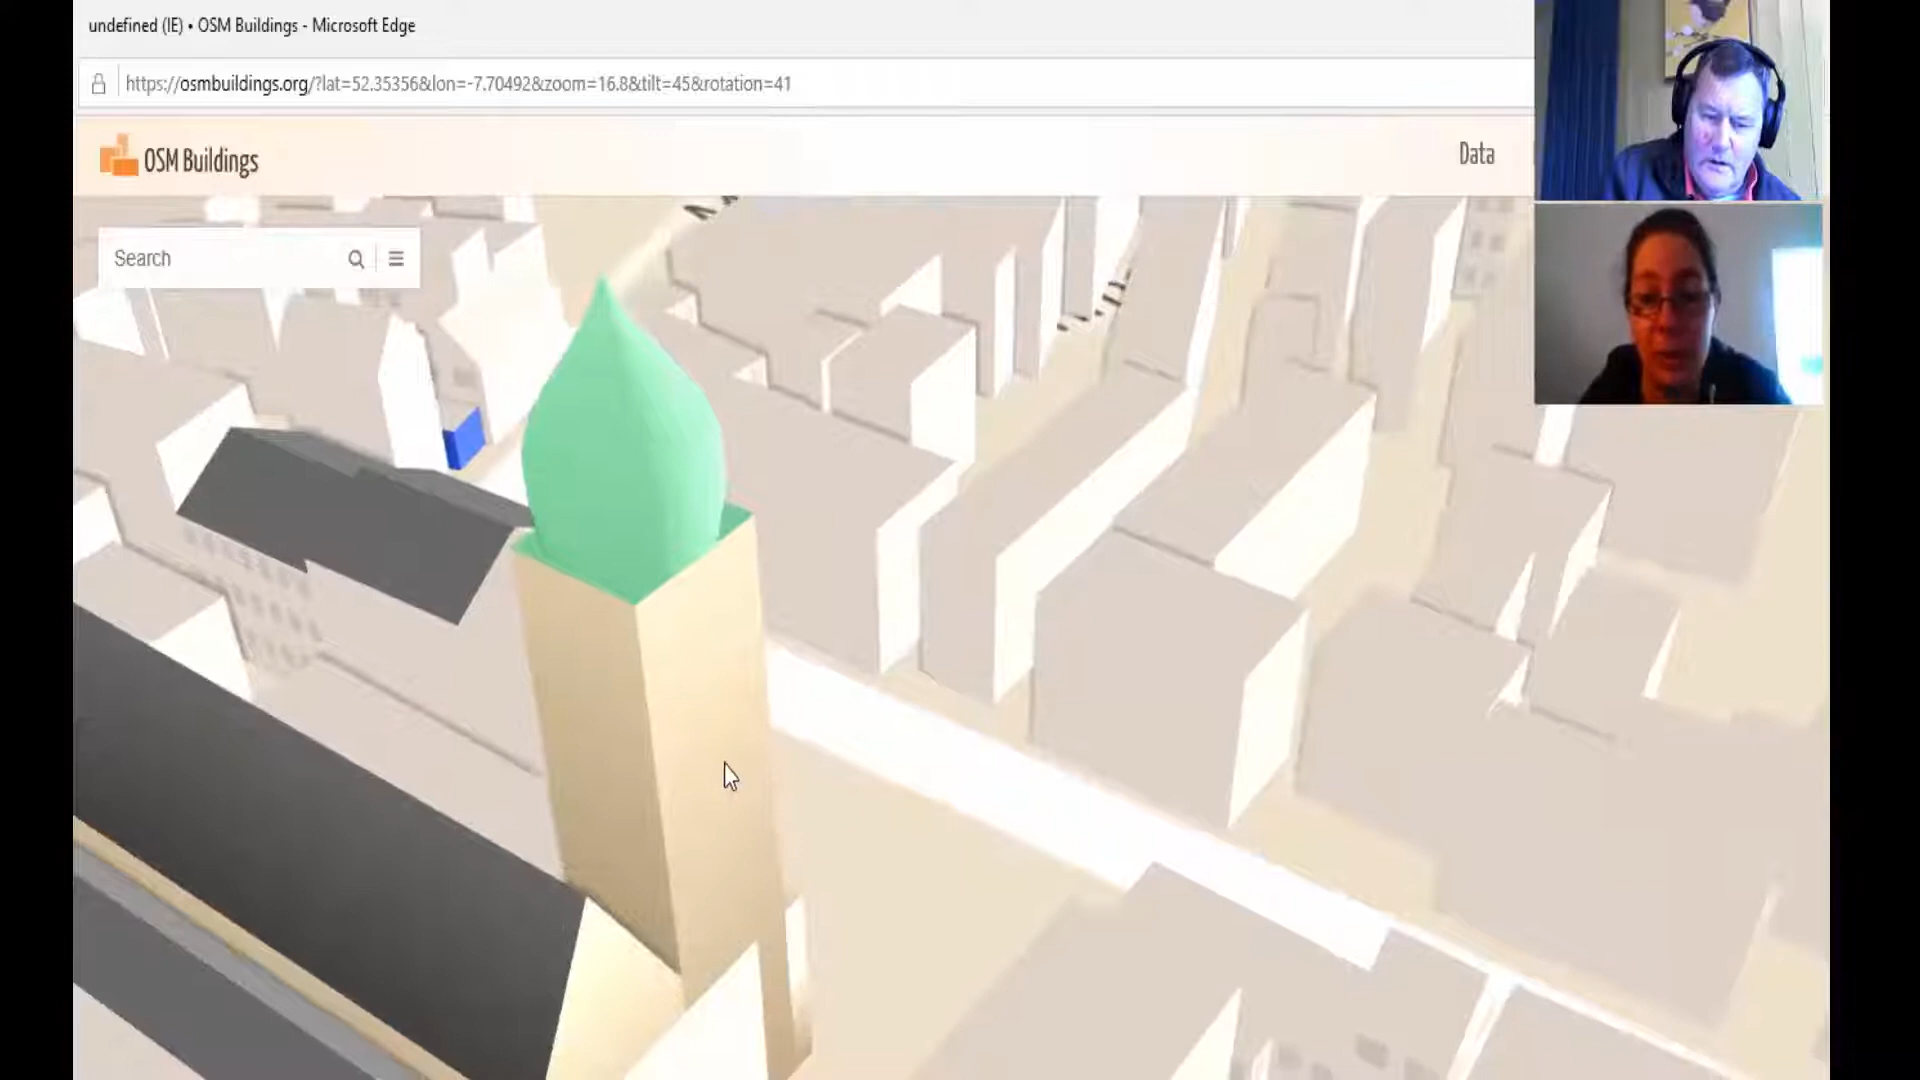 undefined (IE) • OSM Buildings - Microsoft Edge
https://osmbuildings.org/?lat=52.35356&lon=-7.70492&zoom=16.8&tilt=45&rotation=41
OSM Buildings
Data
Search